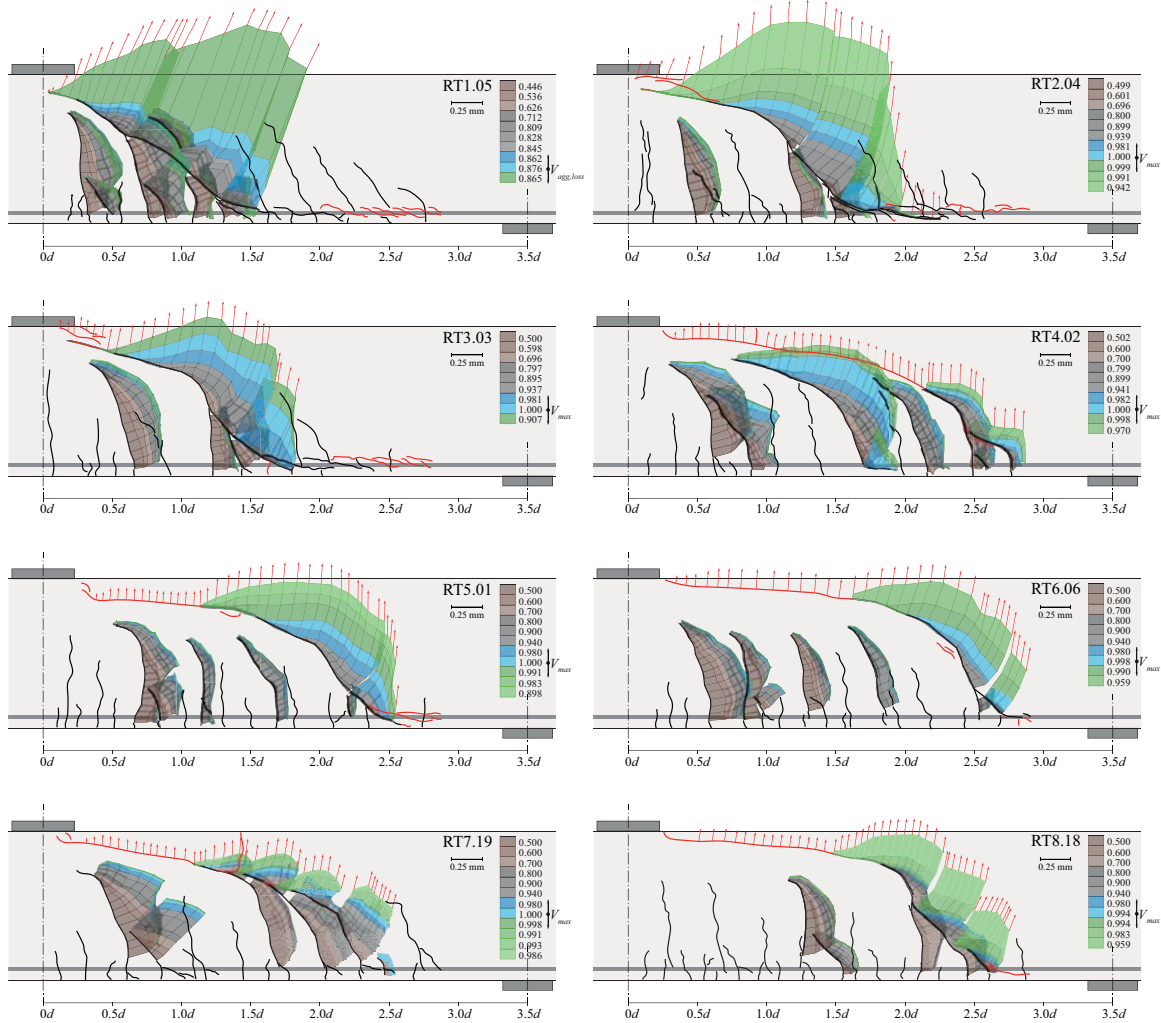 RT1.05
0.25 mm
0.446
0.536
0.626
0.712
0.809
0.828
0.845
0.862
0.876
0.865
V agg,loss
0d 0.5d 1.0d 1.5d 2.0d 2.5d 3.0d 3.5d
RT2.04
0.25 mm
0.499
0.601
0.696
0.800
0.899
0.939
0.981
1.000
0.999
0.991
0.942
V max
0d 0.5d 1.0d 1.5d 2.0d 2.5d 3.0d 3.5d
RT3.03
0.25 mm
0.500
0.598
0.696
0.797
0.895
0.937
0.981
1.000
0.907
V max
0d 0.5d 1.0d 1.5d 2.0d 2.5d 3.0d 3.5d
RT4.02
0.25 mm
0.502
0.600
0.700
0.799
0.899
0.941
0.982
1.000
0.998
0.970
V max
0d 0.5d 1.0d 1.5d 2.0d 2.5d 3.0d 3.5d
RT5.01
0.25 mm
0.500
0.600
0.700
0.800
0.900
0.940
0.980
1.000
0.991
0.983
0.898
V max
0d 0.5d 1.0d 1.5d 2.0d 2.5d 3.0d 3.5d
RT6.06
0.25 mm
0.500
0.600
0.700
0.800
0.900
0.940
0.980
0.998
0.990
0.959
V max
0d 0.5d 1.0d 1.5d 2.0d 2.5d 3.0d 3.5d
RT7.19
0.25 mm
0.500
0.600
0.700
0.800
0.900
0.940
0.980
1.000
0.998
0.991
0.993
0.986
V max
0d 0.5d 1.0d 1.5d 2.0d 2.5d 3.0d 3.5d
RT8.18
0.25 mm
0.500
0.600
0.700
0.800
0.900
0.940
0.980
0.994
0.994
0.983
0.959
V max
0d 0.5d 1.0d 1.5d 2.0d 2.5d 3.0d 3.5d